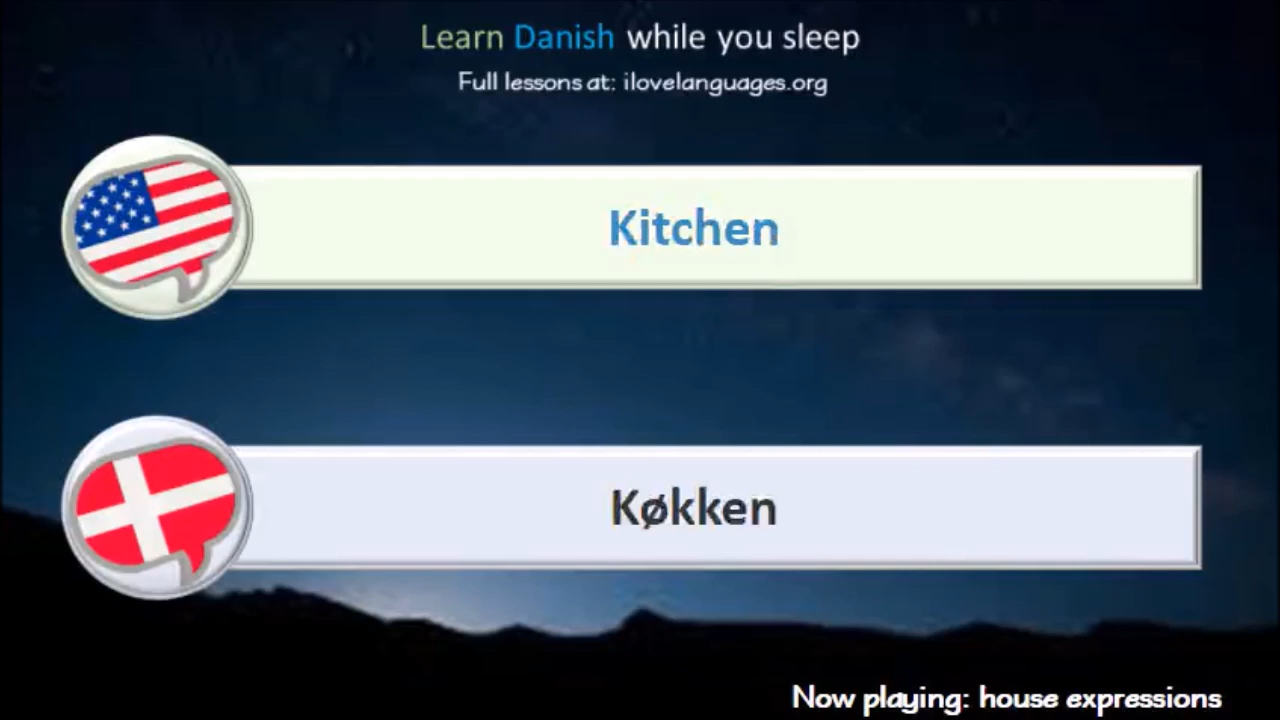 Learn Danish while you sleep
Full lessons at: ilovelanguages.org
Kitchen
Køkken
Now playing: house expressions